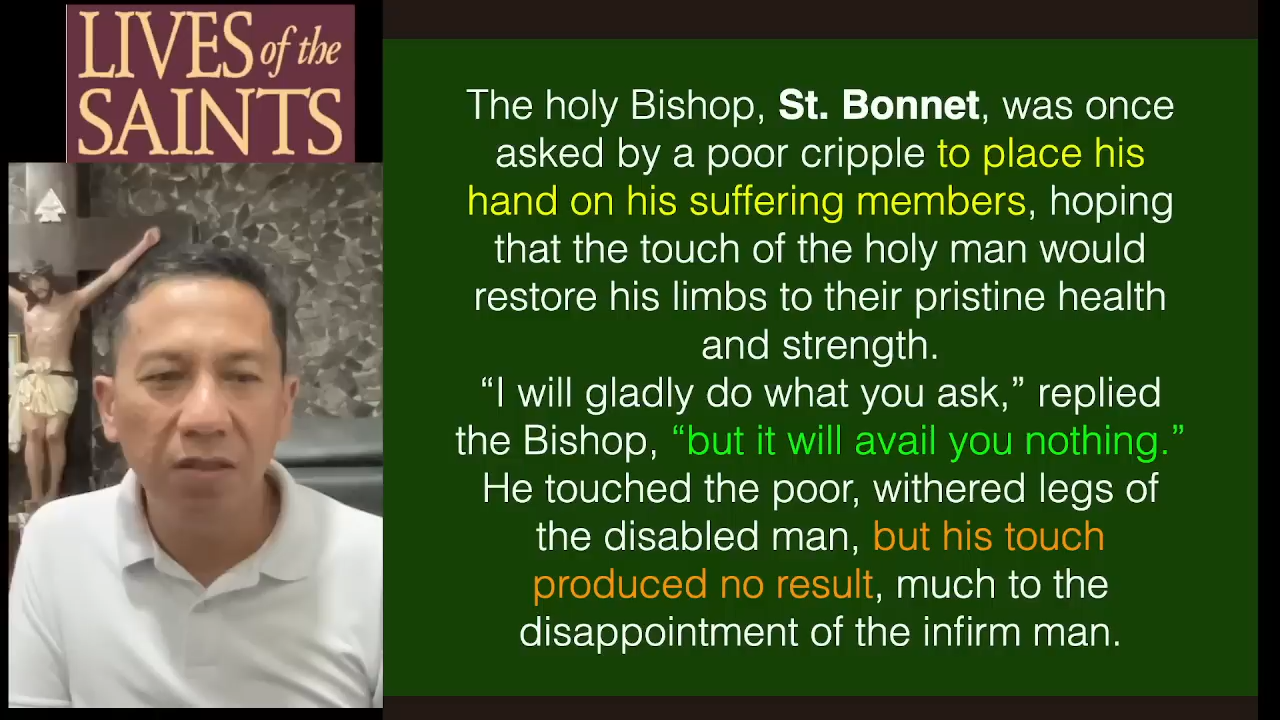 LIVES of the
SAINTS
The holy Bishop, St. Bonnet, was once
asked by a poor cripple to place his
hand on his suffering members, hoping
that the touch of the holy man would
restore his limbs to their pristine health
and strength.
“I will gladly do what you ask,” replied
the Bishop, “but it will avail you nothing.”
He touched the poor, withered legs of
the disabled man, but his touch
produced no result, much to the
disappointment of the infirm man.